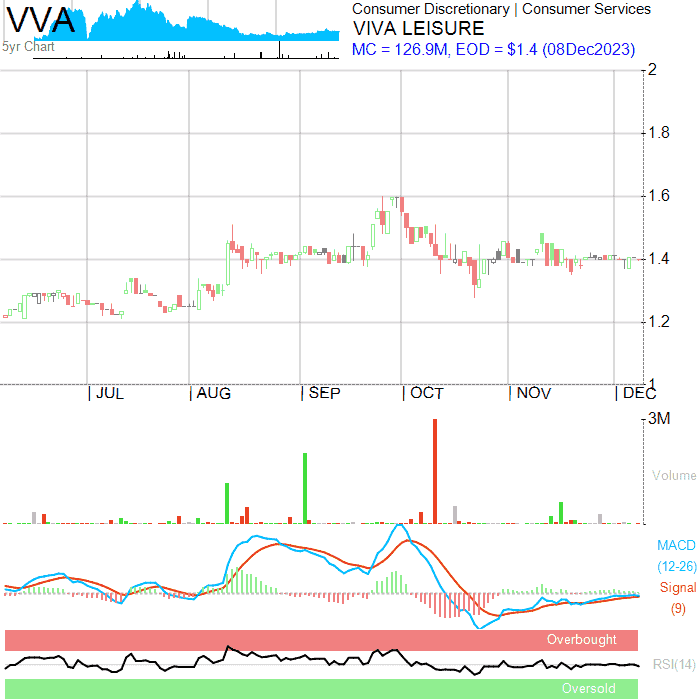 VVA
5yr Chart
Consumer Discretionary | Consumer Services
VIVA LEISURE
MC = 126.9M, EOD = $1.4 (08Dec2023)
2
1.8
1.6
1.4
1.2
1
JUL AUG SEP OCT NOV DEC
3M
Volume
MACD
(12-26)
Signal
(9)
Overbought
RSI(14)
Oversold